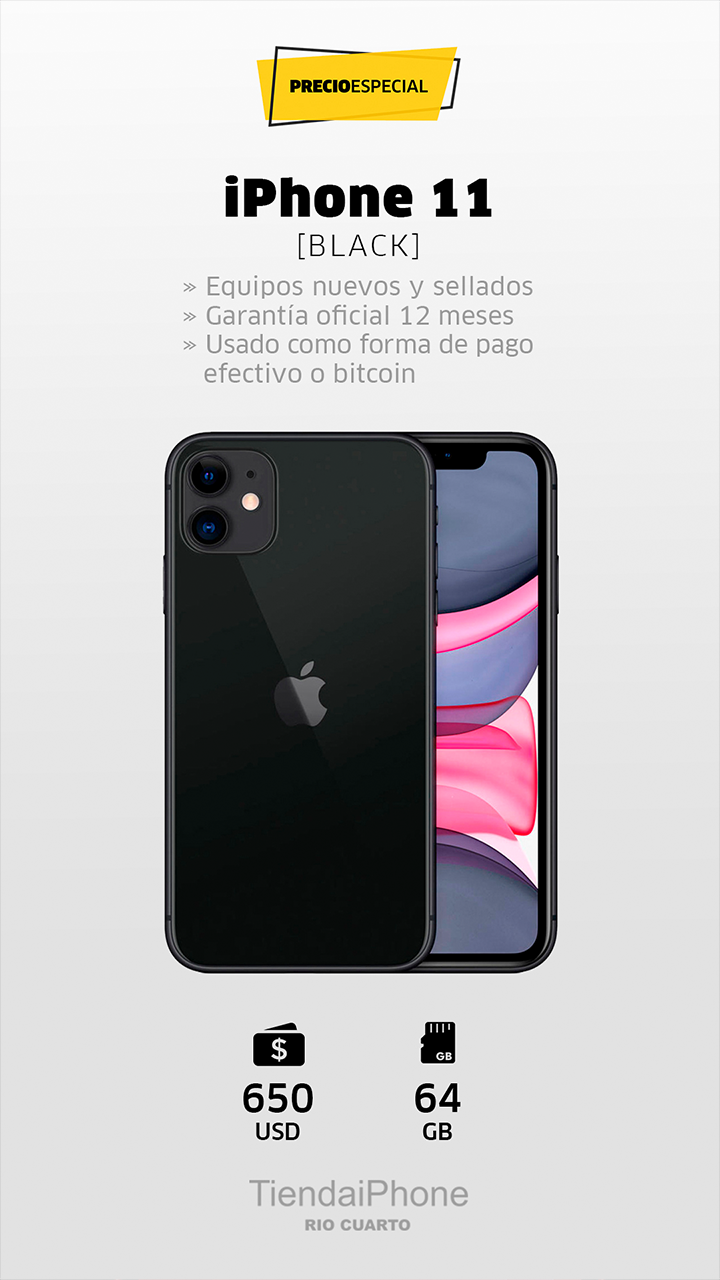 PRECIOESPECIAL
iPhone 11
[BLACK]
» Equipos nuevos y sellados
» Garantía oficial 12 meses
» Usado como forma de pago
efectivo o bitcoin
$
GB
650
64
USD
GB
TiendaiPhone
RIO CUARTO